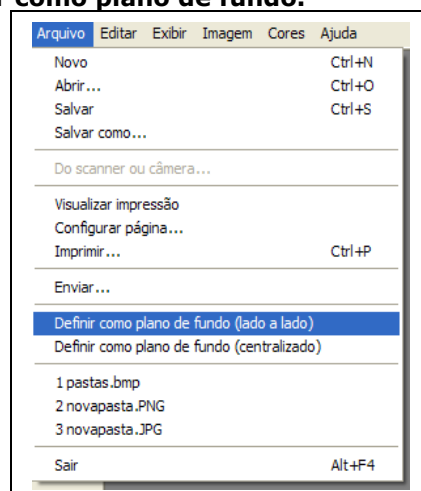 como plano de fundo.
Arquivo Editar Exibir Imagem Cores Ajuda
Novo Ctrl+N
Abrir... Ctrl+O
Salvar Ctrl+S
Salvar como...
Do scanner ou câmera...
Visualizar impressão
Configurar página...
Imprimir... Ctrl+P
Enviar...
Definir como plano de fundo (lado a lado)
Definir como plano de fundo (centralizado)
1 pastas.bmp
2 novapasta.PNG
3 novapasta.JPG
Sair Alt+F4